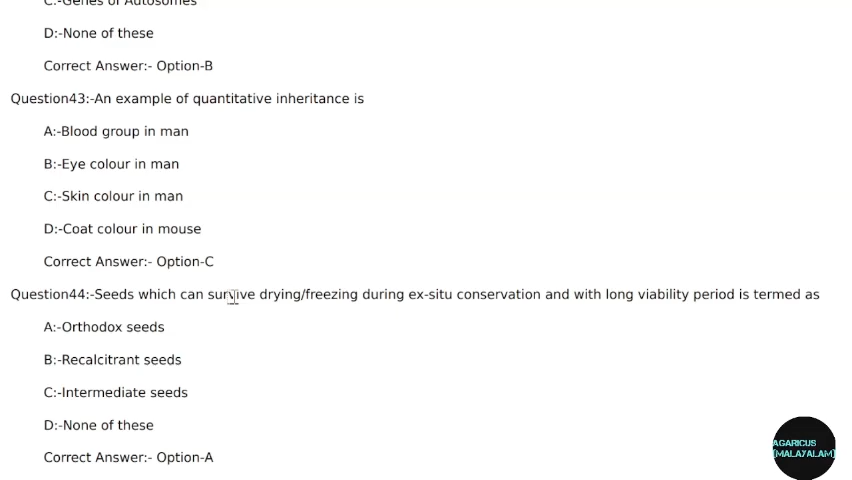 C:-Genes of Autosomes
D:-None of these
Correct Answer:- Option-B
Question43:-An example of quantitative inheritance is
A:-Blood group in man
B:-Eye colour in man
C:-Skin colour in man
D:-Coat colour in mouse
Correct Answer:- Option-C
Question44:-Seeds which can survive drying/freezing during ex-situ conservation and with long viability period is termed as
A:-Orthodox seeds
B:-Recalcitrant seeds
C:-Intermediate seeds
D:-None of these
Correct Answer:- Option-A
AGARICUS
[MALAYALAM]